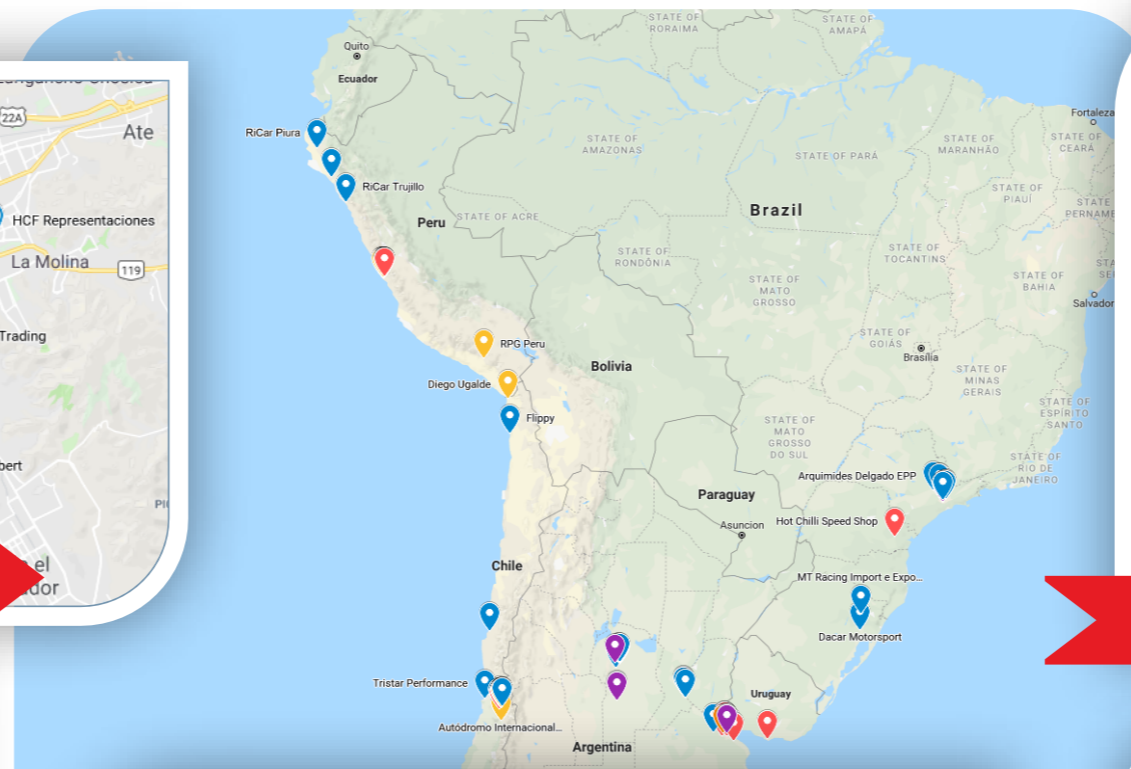 22A
Ate
HCF Representaciones
La Molina
119
Trading
el
STATE OF
RORAIMA
STATE OF
AMAPÁ
Quito
Ecuador
Fortaleza
RiCar Piura
STATE OF
AMAZONAS
STATE OF PARÁ
STATE OF
MARANHÃO
STATE OF
CEARÁ
RiCar Trujillo
STATE OF
PIAUÍ
STATE
Brazil
Peru
STATE OF ACRE
STATE OF
RONDÔNIA
STATE OF
TOCANTINS
STATE OF
MATO
GROSSO
STATE OF
BAHIA
Salvador
RPG Peru
STATE OF
GOIÁS
Brasília
Bolivia
STATE OF
MINAS
GERAIS
Diego Ugalde
Flippy
STATE OF
MATO
GROSSO
DO SUL
STATE OF
ESPÍRITO
SANTO
STATE OF
RIO DE
JANEIRO
Arquimides Delgado EPP
Paraguay
Asuncion
Hot Chilli Speed Shop
Chile
MT Racing Import e Expo...
Dacar Motorsport
Tristar Performance
Uruguay
Autódromo Internacional...
Argentina